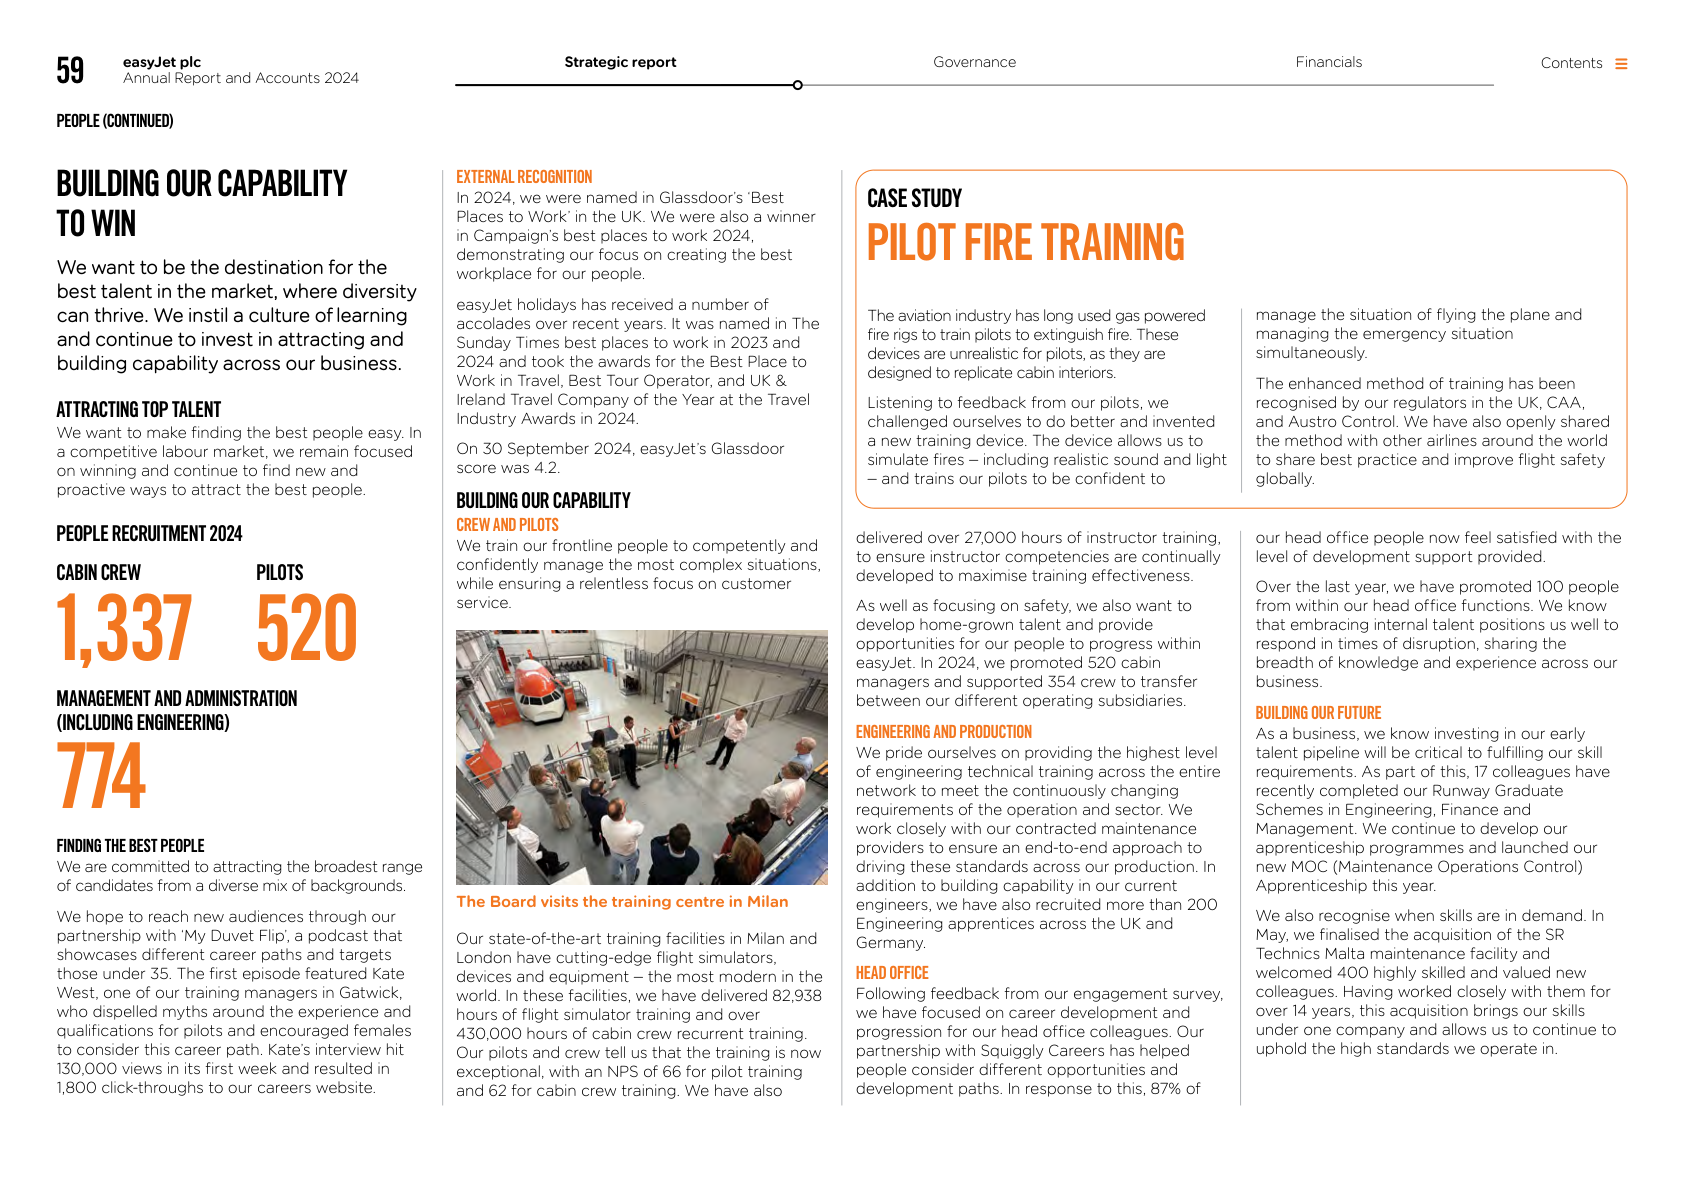 59
easyJet plc
Annual Report and Accounts 2024
Strategic report
Governance
Financials
Contents
PEOPLE (CONTINUED)
BUILDING OUR CAPABILITY
TO WIN
We want to be the destination for the
best talent in the market, where diversity
can thrive. We instil a culture of learning
and continue to invest in attracting and
building capability across our business.
ATTRACTING TOP TALENT
We want to make finding the best people easy. In
a competitive labour market, we remain focused
on winning and continue to find new and
proactive ways to attract the best people.
PEOPLE RECRUITMENT 2024
CABIN CREW
1,337
PILOTS
520
MANAGEMENT AND ADMINISTRATION
(INCLUDING ENGINEERING)
774
FINDING THE BEST PEOPLE
We are committed to attracting the broadest range
of candidates from a diverse mix of backgrounds.
We hope to reach new audiences through our
partnership with ‘My Duvet Flip’, a podcast that
showcases different career paths and targets
those under 35. The first episode featured Kate
West, one of our training managers in Gatwick,
who dispelled myths around the experience and
qualifications for pilots and encouraged females
to consider this career path. Kate’s interview hit
130,000 views in its first week and resulted in
1,800 click-throughs to our careers website.
EXTERNAL RECOGNITION
In 2024, we were named in Glassdoor’s ‘Best
Places to Work’ in the UK. We were also a winner
in Campaign’s best places to work 2024,
demonstrating our focus on creating the best
workplace for our people.
easyJet holidays has received a number of
accolades over recent years. It was named in The
Sunday Times best places to work in 2023 and
2024 and took the awards for the Best Place to
Work in Travel, Best Tour Operator, and UK &
Ireland Travel Company of the Year at the Travel
Industry Awards in 2024.
On 30 September 2024, easyJet’s Glassdoor
score was 4.2.
BUILDING OUR CAPABILITY
CREW AND PILOTS
We train our frontline people to competently and
confidently manage the most complex situations,
while ensuring a relentless focus on customer
service.
The Board visits the training centre in Milan
Our state-of-the-art training facilities in Milan and
London have cutting-edge flight simulators,
devices and equipment – the most modern in the
world. In these facilities, we have delivered 82,938
hours of flight simulator training and over
430,000 hours of cabin crew recurrent training.
Our pilots and crew tell us that the training is now
exceptional, with an NPS of 66 for pilot training
and 62 for cabin crew training. We have also
CASE STUDY
PILOT FIRE TRAINING
The aviation industry has long used gas powered
fire rigs to train pilots to extinguish fire. These
devices are unrealistic for pilots, as they are
designed to replicate cabin interiors.
Listening to feedback from our pilots, we
challenged ourselves to do better and invented
a new training device. The device allows us to
simulate fires – including realistic sound and light
– and trains our pilots to be confident to
manage the situation of flying the plane and
managing the emergency situation
simultaneously.
The enhanced method of training has been
recognised by our regulators in the UK, CAA,
and Austro Control. We have also openly shared
the method with other airlines around the world
to share best practice and improve flight safety
globally.
delivered over 27,000 hours of instructor training,
to ensure instructor competencies are continually
developed to maximise training effectiveness.
As well as focusing on safety, we also want to
develop home-grown talent and provide
opportunities for our people to progress within
easyJet. In 2024, we promoted 520 cabin
managers and supported 354 crew to transfer
between our different operating subsidiaries.
ENGINEERING AND PRODUCTION
We pride ourselves on providing the highest level
of engineering technical training across the entire
network to meet the continuously changing
requirements of the operation and sector. We
work closely with our contracted maintenance
providers to ensure an end-to-end approach to
driving these standards across our production. In
addition to building capability in our current
engineers, we have also recruited more than 200
Engineering apprentices across the UK and
Germany.
HEAD OFFICE
Following feedback from our engagement survey,
we have focused on career development and
progression for our head office colleagues. Our
partnership with Squiggly Careers has helped
people consider different opportunities and
development paths. In response to this, 87% of
our head office people now feel satisfied with the
level of development support provided.
Over the last year, we have promoted 100 people
from within our head office functions. We know
that embracing internal talent positions us well to
respond in times of disruption, sharing the
breadth of knowledge and experience across our
business.
BUILDING OUR FUTURE
As a business, we know investing in our early
talent pipeline will be critical to fulfilling our skill
requirements. As part of this, 17 colleagues have
recently completed our Runway Graduate
Schemes in Engineering, Finance and
Management. We continue to develop our
apprenticeship programmes and launched our
new MOC (Maintenance Operations Control)
Apprenticeship this year.
We also recognise when skills are in demand. In
May, we finalised the acquisition of the SR
Technics Malta maintenance facility and
welcomed 400 highly skilled and valued new
colleagues. Having worked closely with them for
over 14 years, this acquisition brings our skills
under one company and allows us to continue to
uphold the high standards we operate in.